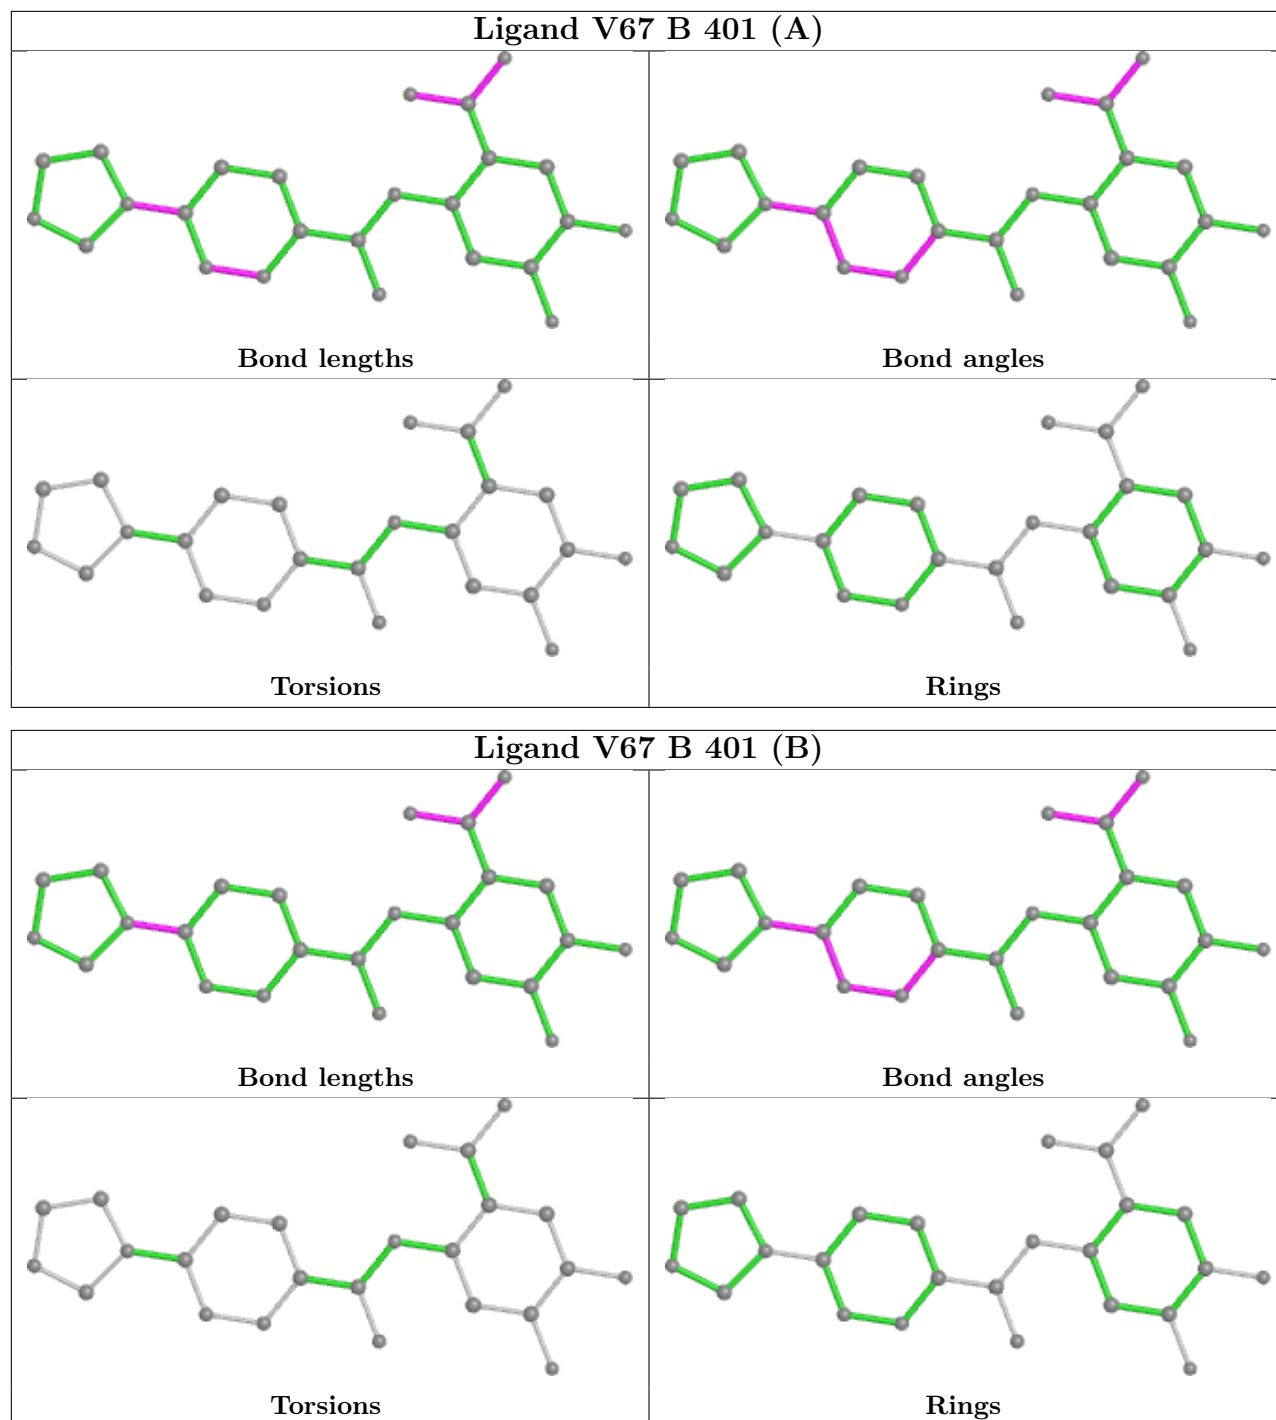 Ligand V67 B 401 (A)
Bond lengths
Bond angles
Torsions
Rings
Ligand V67 B 401 (B)
Bond lengths
Bond angles
Torsions
Rings